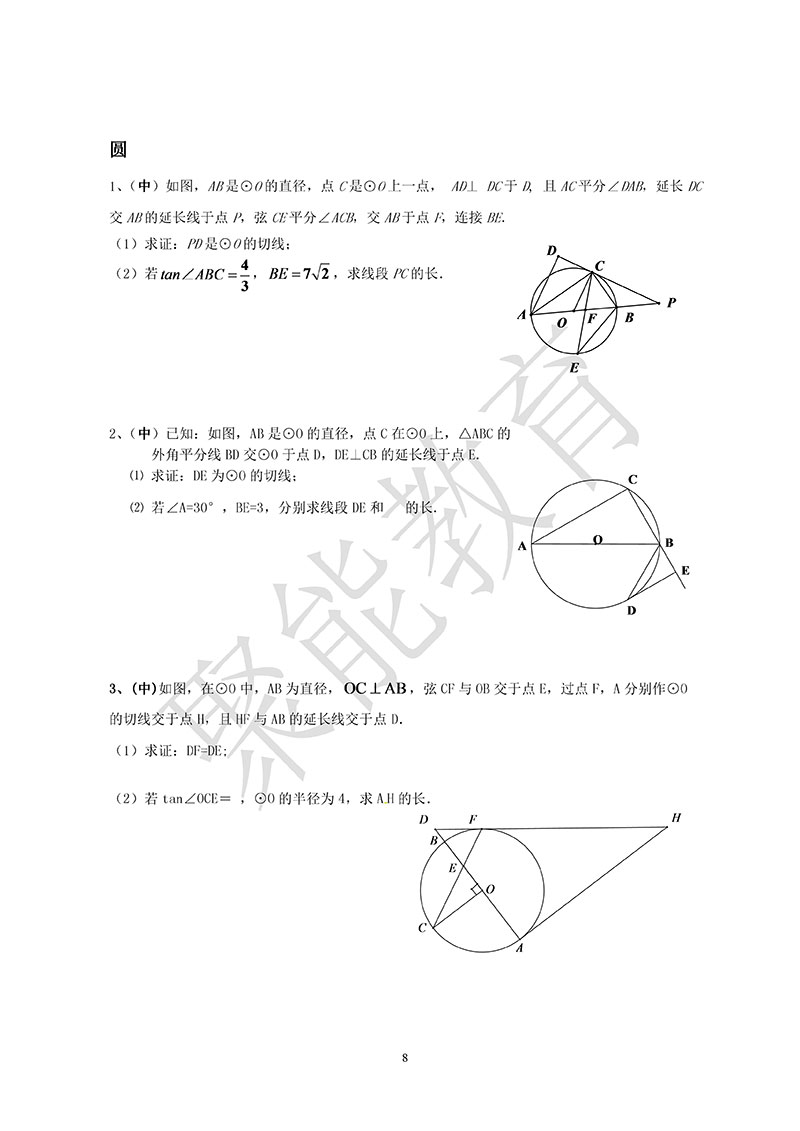 圆
1、（中）如图，AB是⊙O的直径，点C是⊙O上一点， AD⊥ DC于D, 且AC平分∠DAB，延长DC
交AB的延长线于点P，弦CE平分∠ACB，交AB于点F，连接BE.
（1）求证：PD是⊙O的切线；
（2）若tan∠ABC=4/3，BE=7√2，求线段PC的长.
D
C
P
A
O
F
B
E
2、（中）已知：如图，AB是⊙O的直径，点C在⊙O上，△ABC的
外角平分线BD交⊙O于点D，DE⊥CB的延长线于点E.
⑴ 求证：DE为⊙O的切线；
⑵ 若∠A=30°，BE=3，分别求线段DE和 的长.
C
A
O
B
E
D
3、(中)如图，在⊙O中，AB为直径，OC⊥AB，弦CF与OB交于点E，过点F，A分别作⊙O
的切线交于点H，且HF与AB的延长线交于点D.
（1）求证：DF=DE;
（2）若tan∠OCE= ，⊙O的半径为4，求AH的长.
D
F
H
B
E
O
C
A
聚能教育
8